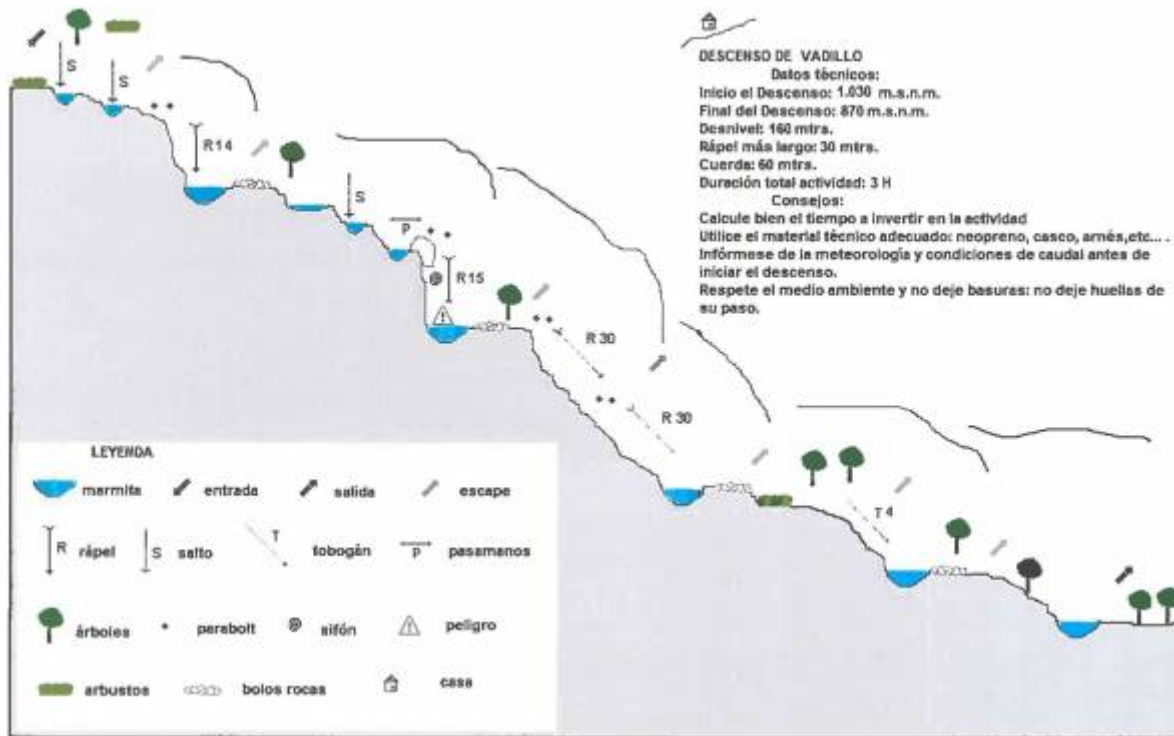 DESCENSO DE VADILLO
Datos técnicos:
Inicio el Descenso: 1.030 m.s.n.m.
Final del Descenso: 870 m.s.n.m.
Desnivel: 160 mtrs.
Rápel más largo: 30 mtrs.
Cuerda: 60 mtrs.
Duración total actividad: 3 H
Consejos:
Calcule bien el tiempo a invertir en la actividad
Utilice el material técnico adecuado: neopreno, casco, arnés,etc....
Infórmese de la meteorología y condiciones de caudal antes de
iniciar el descenso.
Respete el medio ambiente y no deje basuras: no deje huellas de
su paso.
S
S
R14
S
P
R15
R 30
R 30
T 4
LEYENDA
marmita
entrada
salida
escape
R rápel
S salto
T tobogán
P pasamanos
árboles
parabolt
sifón
peligro
arbustos
bolos rocas
casa